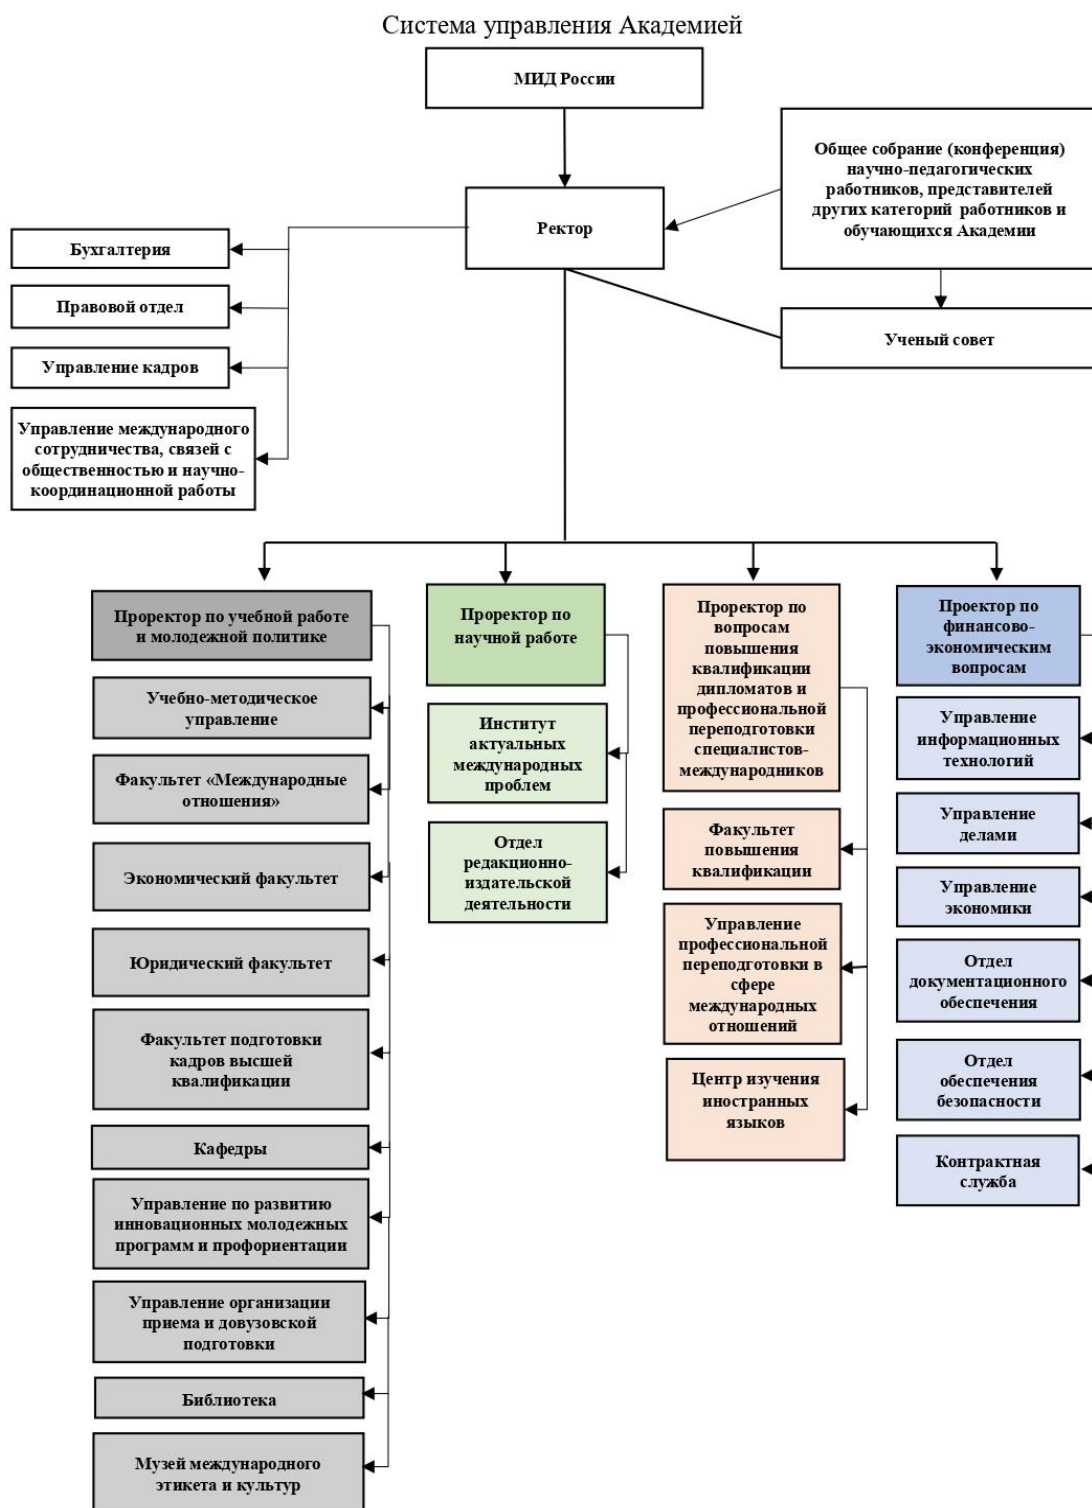 Система управления Академией
МИД России
Общее собрание (конференция)
научно-педагогических
работников, представителей
других категорий работников и
обучающихся Академии
Ректор
Ученый совет
Бухгалтерия
Правовой отдел
Управление кадров
Управление международного
сотрудничества, связей с
общественностью и научно-
координационной работы
Проректор по учебной работе
и молодежной политике
Учебно-методическое
управление
Факультет «Международные
отношения»
Экономический факультет
Юридический факультет
Факультет подготовки
кадров высшей
квалификации
Кафедры
Управление по развитию
инновационных молодежных
программ и профориентации
Управление организации
приема и довузовской
подготовки
Библиотека
Музей международного
этикета и культур
Проректор по
научной работе
Институт
актуальных
международных
проблем
Отдел
редакционно-
издательской
деятельности
Проректор по
вопросам
повышения
квалификации
дипломатов и
профессиональной
переподготовки
специалистов-
международников
Факультет
повышения
квалификации
Управление
профессиональной
переподготовки в
сфере
международных
отношений
Центр изучения
иностранных
языков
Проектор по
финансово-
экономическим
вопросам
Управление
информационных
технологий
Управление
делами
Управление
экономики
Отдел
документационного
обеспечения
Отдел
обеспечения
безопасности
Контрактная
служба